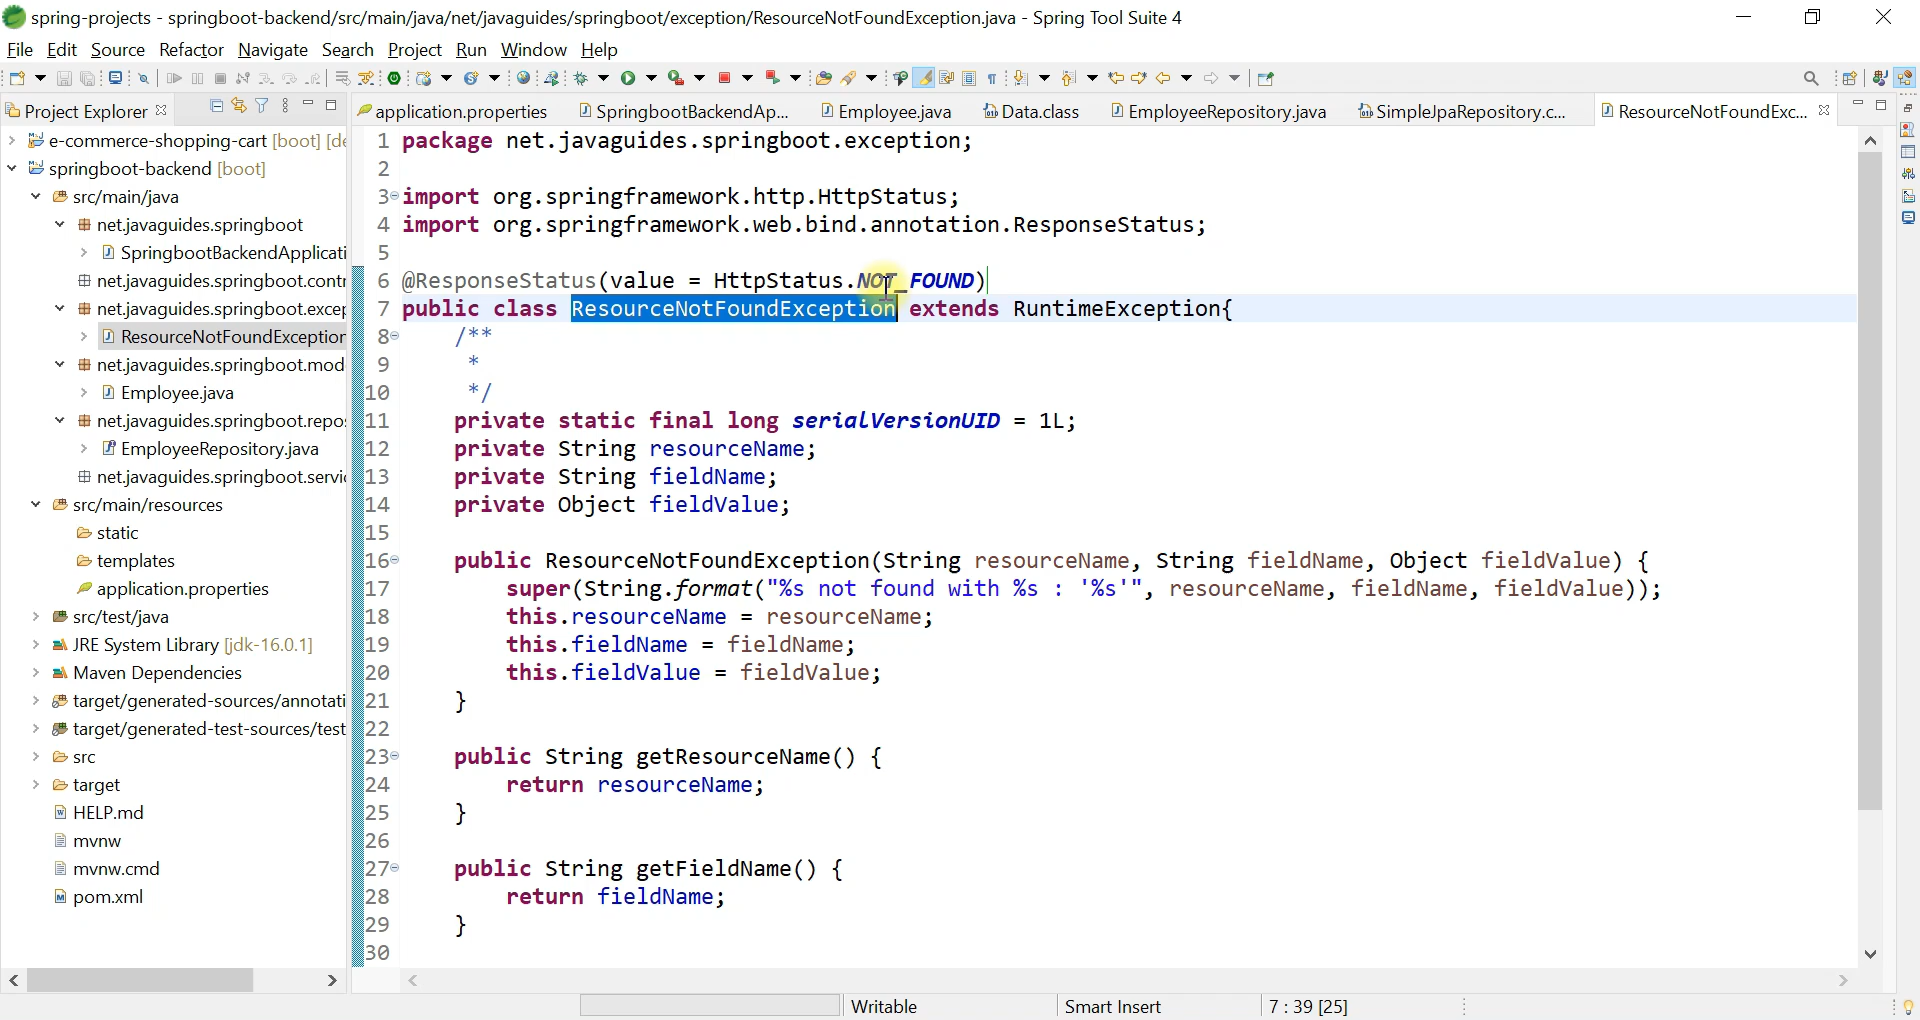 spring-projects - springboot-backend/src/main/java/net/javaguides/springboot/exception/ResourceNotFoundException.java - Spring Tool Suite 4
File Edit Source Refactor Navigate Search Project Run Window Help
Project Explorer
application.properties SpringbootBackendAp... Employee.java Data.class EmployeeRepository.java SimpleJpaRepository.c... ResourceNotFoundExc...
e-commerce-shopping-cart [boot] [de
springboot-backend [boot]
src/main/java
net.javaguides.springboot
SpringbootBackendApplicati
net.javaguides.springboot.contr
net.javaguides.springboot.excep
ResourceNotFoundException
net.javaguides.springboot.mod
Employee.java
net.javaguides.springboot.repos
EmployeeRepository.java
net.javaguides.springboot.servic
src/main/resources
static
templates
application.properties
src/test/java
JRE System Library [jdk-16.0.1]
Maven Dependencies
target/generated-sources/annotati
target/generated-test-sources/test
src
target
HELP.md
mvnw
mvnw.cmd
pom.xml
1 package net.javaguides.springboot.exception;
2
3 import org.springframework.http.HttpStatus;
4 import org.springframework.web.bind.annotation.ResponseStatus;
5
6 @ResponseStatus(value = HttpStatus.NOT_FOUND)
7 public class ResourceNotFoundException extends RuntimeException{
8 /**
9 *
10 */
11 private static final long serialVersionUID = 1L;
12 private String resourceName;
13 private String fieldName;
14 private Object fieldValue;
15
16 public ResourceNotFoundException(String resourceName, String fieldName, Object fieldValue) {
17 super(String.format("%s not found with %s : '%s'", resourceName, fieldName, fieldValue));
18 this.resourceName = resourceName;
19 this.fieldName = fieldName;
20 this.fieldValue = fieldValue;
21 }
22
23 public String getResourceName() {
24 return resourceName;
25 }
26
27 public String getFieldName() {
28 return fieldName;
29 }
30
Writable Smart Insert 7 : 39 [25]